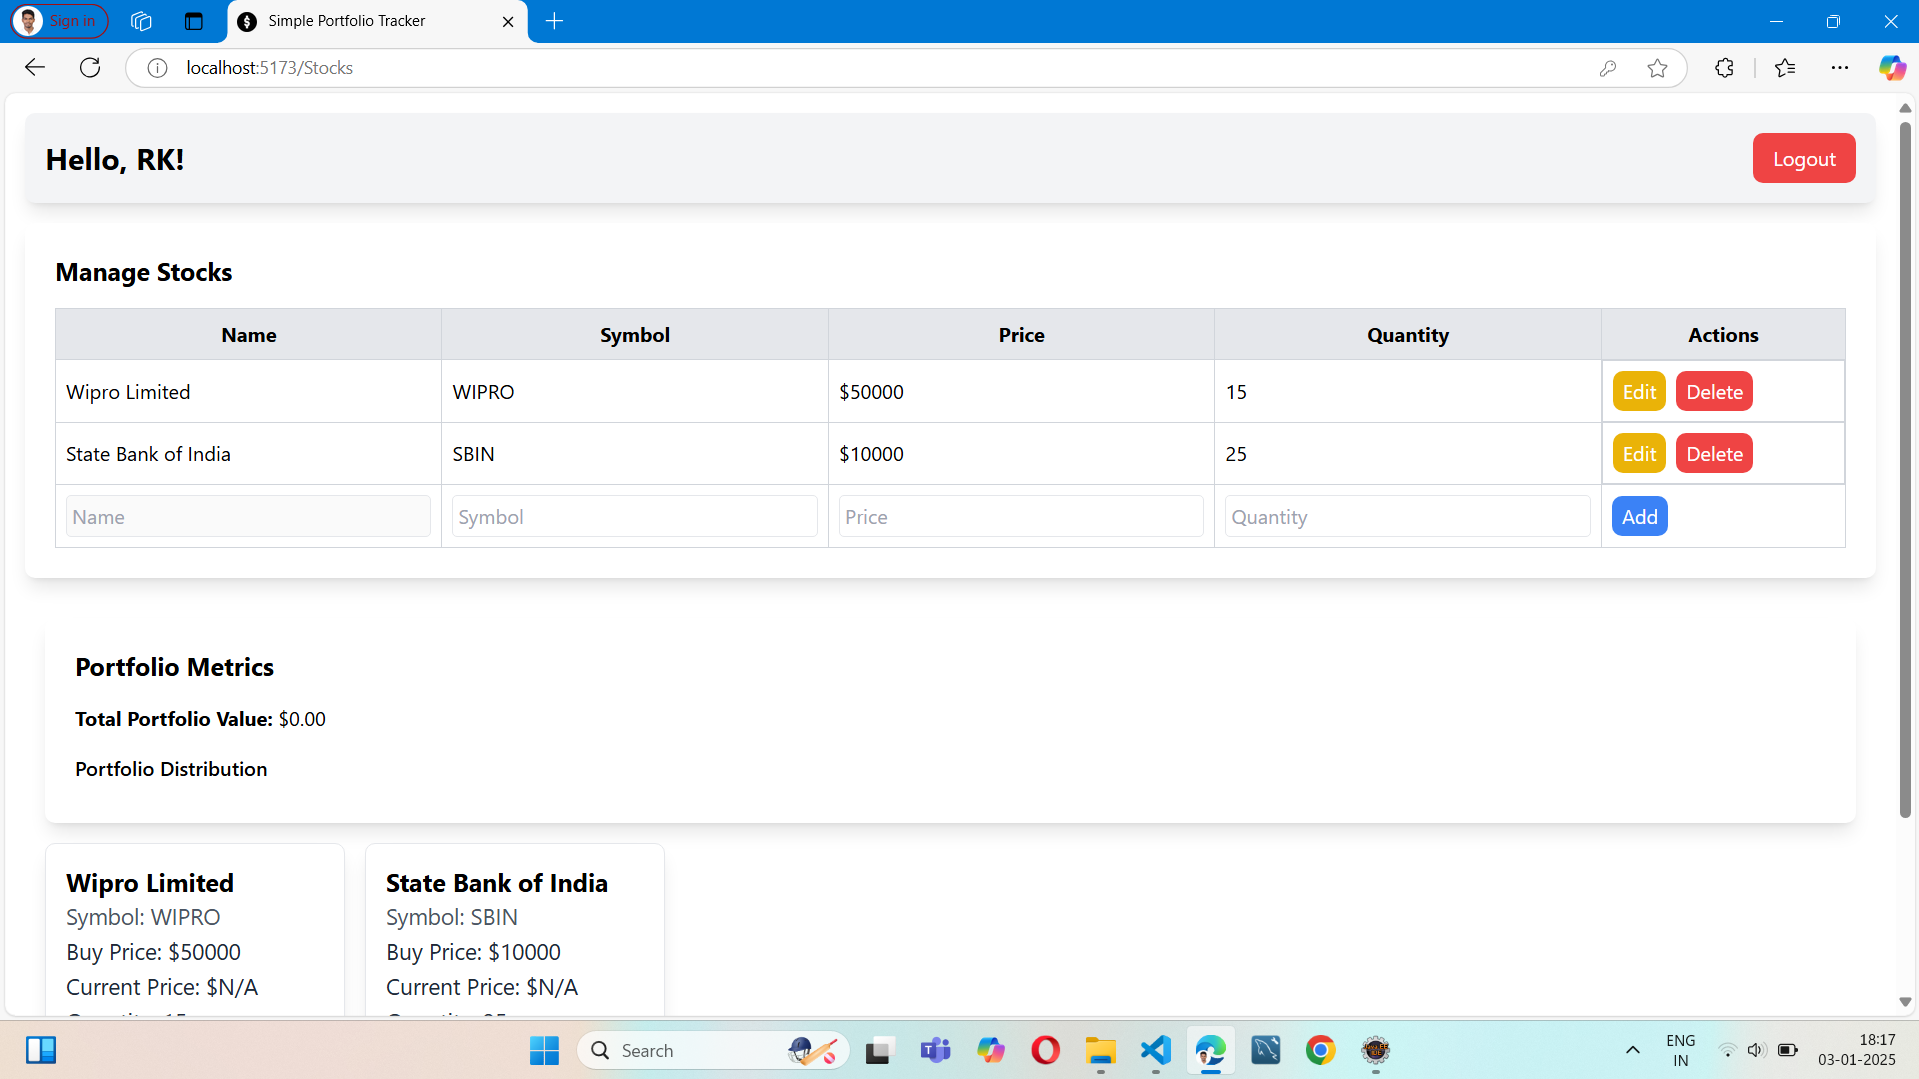 Sign in
Simple Portfolio Tracker
localhost:5173/Stocks
Hello, RK!
Logout
Manage Stocks
Name Symbol Price Quantity Actions
Wipro Limited WIPRO $50000 15 Edit Delete
State Bank of India SBIN $10000 25 Edit Delete
Name Symbol Price Quantity Add
Portfolio Metrics
Total Portfolio Value: $0.00
Portfolio Distribution
Wipro Limited
Symbol: WIPRO
Buy Price: $50000
Current Price: $N/A
State Bank of India
Symbol: SBIN
Buy Price: $10000
Current Price: $N/A
Search
ENG
IN
18:17
03-01-2025